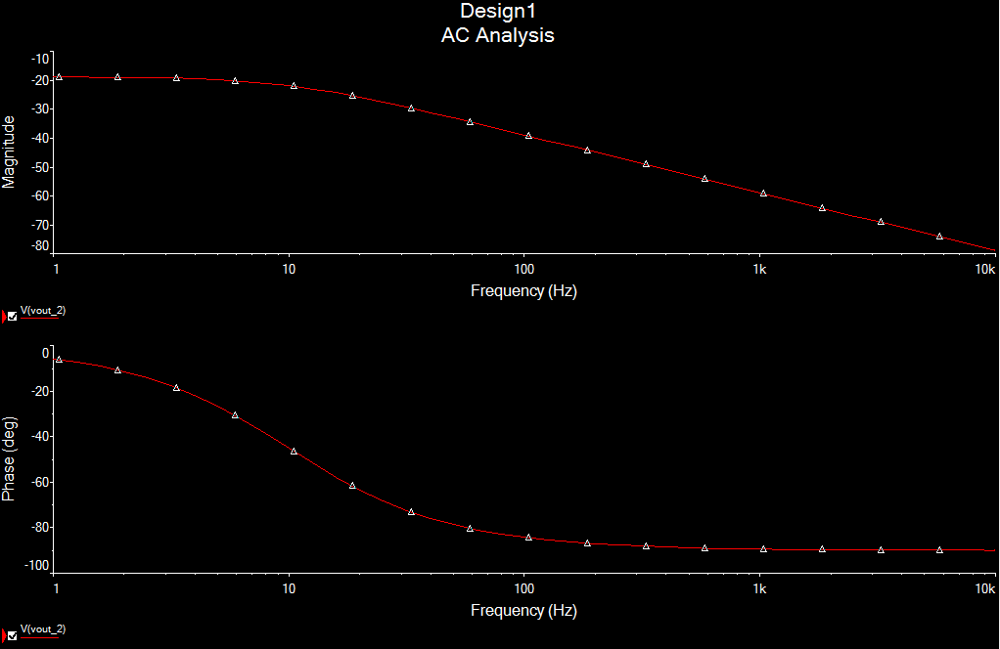 Design1
AC Analysis
-10
-20
-30
-40
-50
-60
-70
-80
Magnitude
1 10 100 1k 10k
Frequency (Hz)
V(vout_2)
0
-20
-40
-60
-80
-100
Phase (deg)
1 10 100 1k 10k
Frequency (Hz)
V(vout_2)